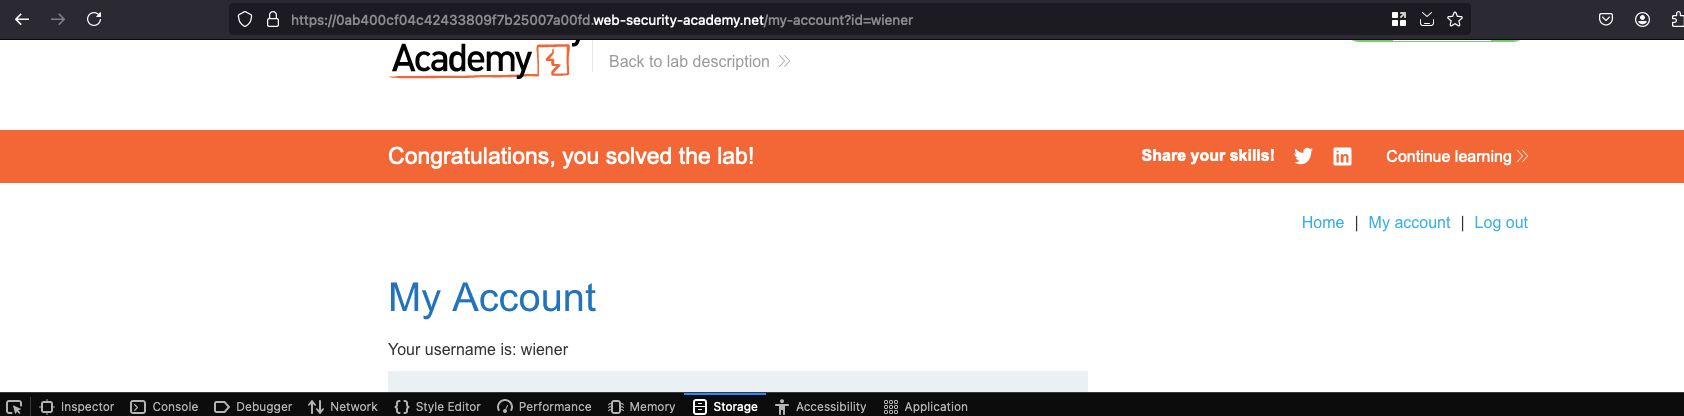 https://0ab400cf04c42433809f7b25007a00fd.web-security-academy.net/my-account?id=wiener
Academy
Back to lab description
Congratulations, you solved the lab!
Share your skills!
Continue learning
Home | My account | Log out
My Account
Your username is: wiener
Inspector Console Debugger Network Style Editor Performance Memory Storage Accessibility Application